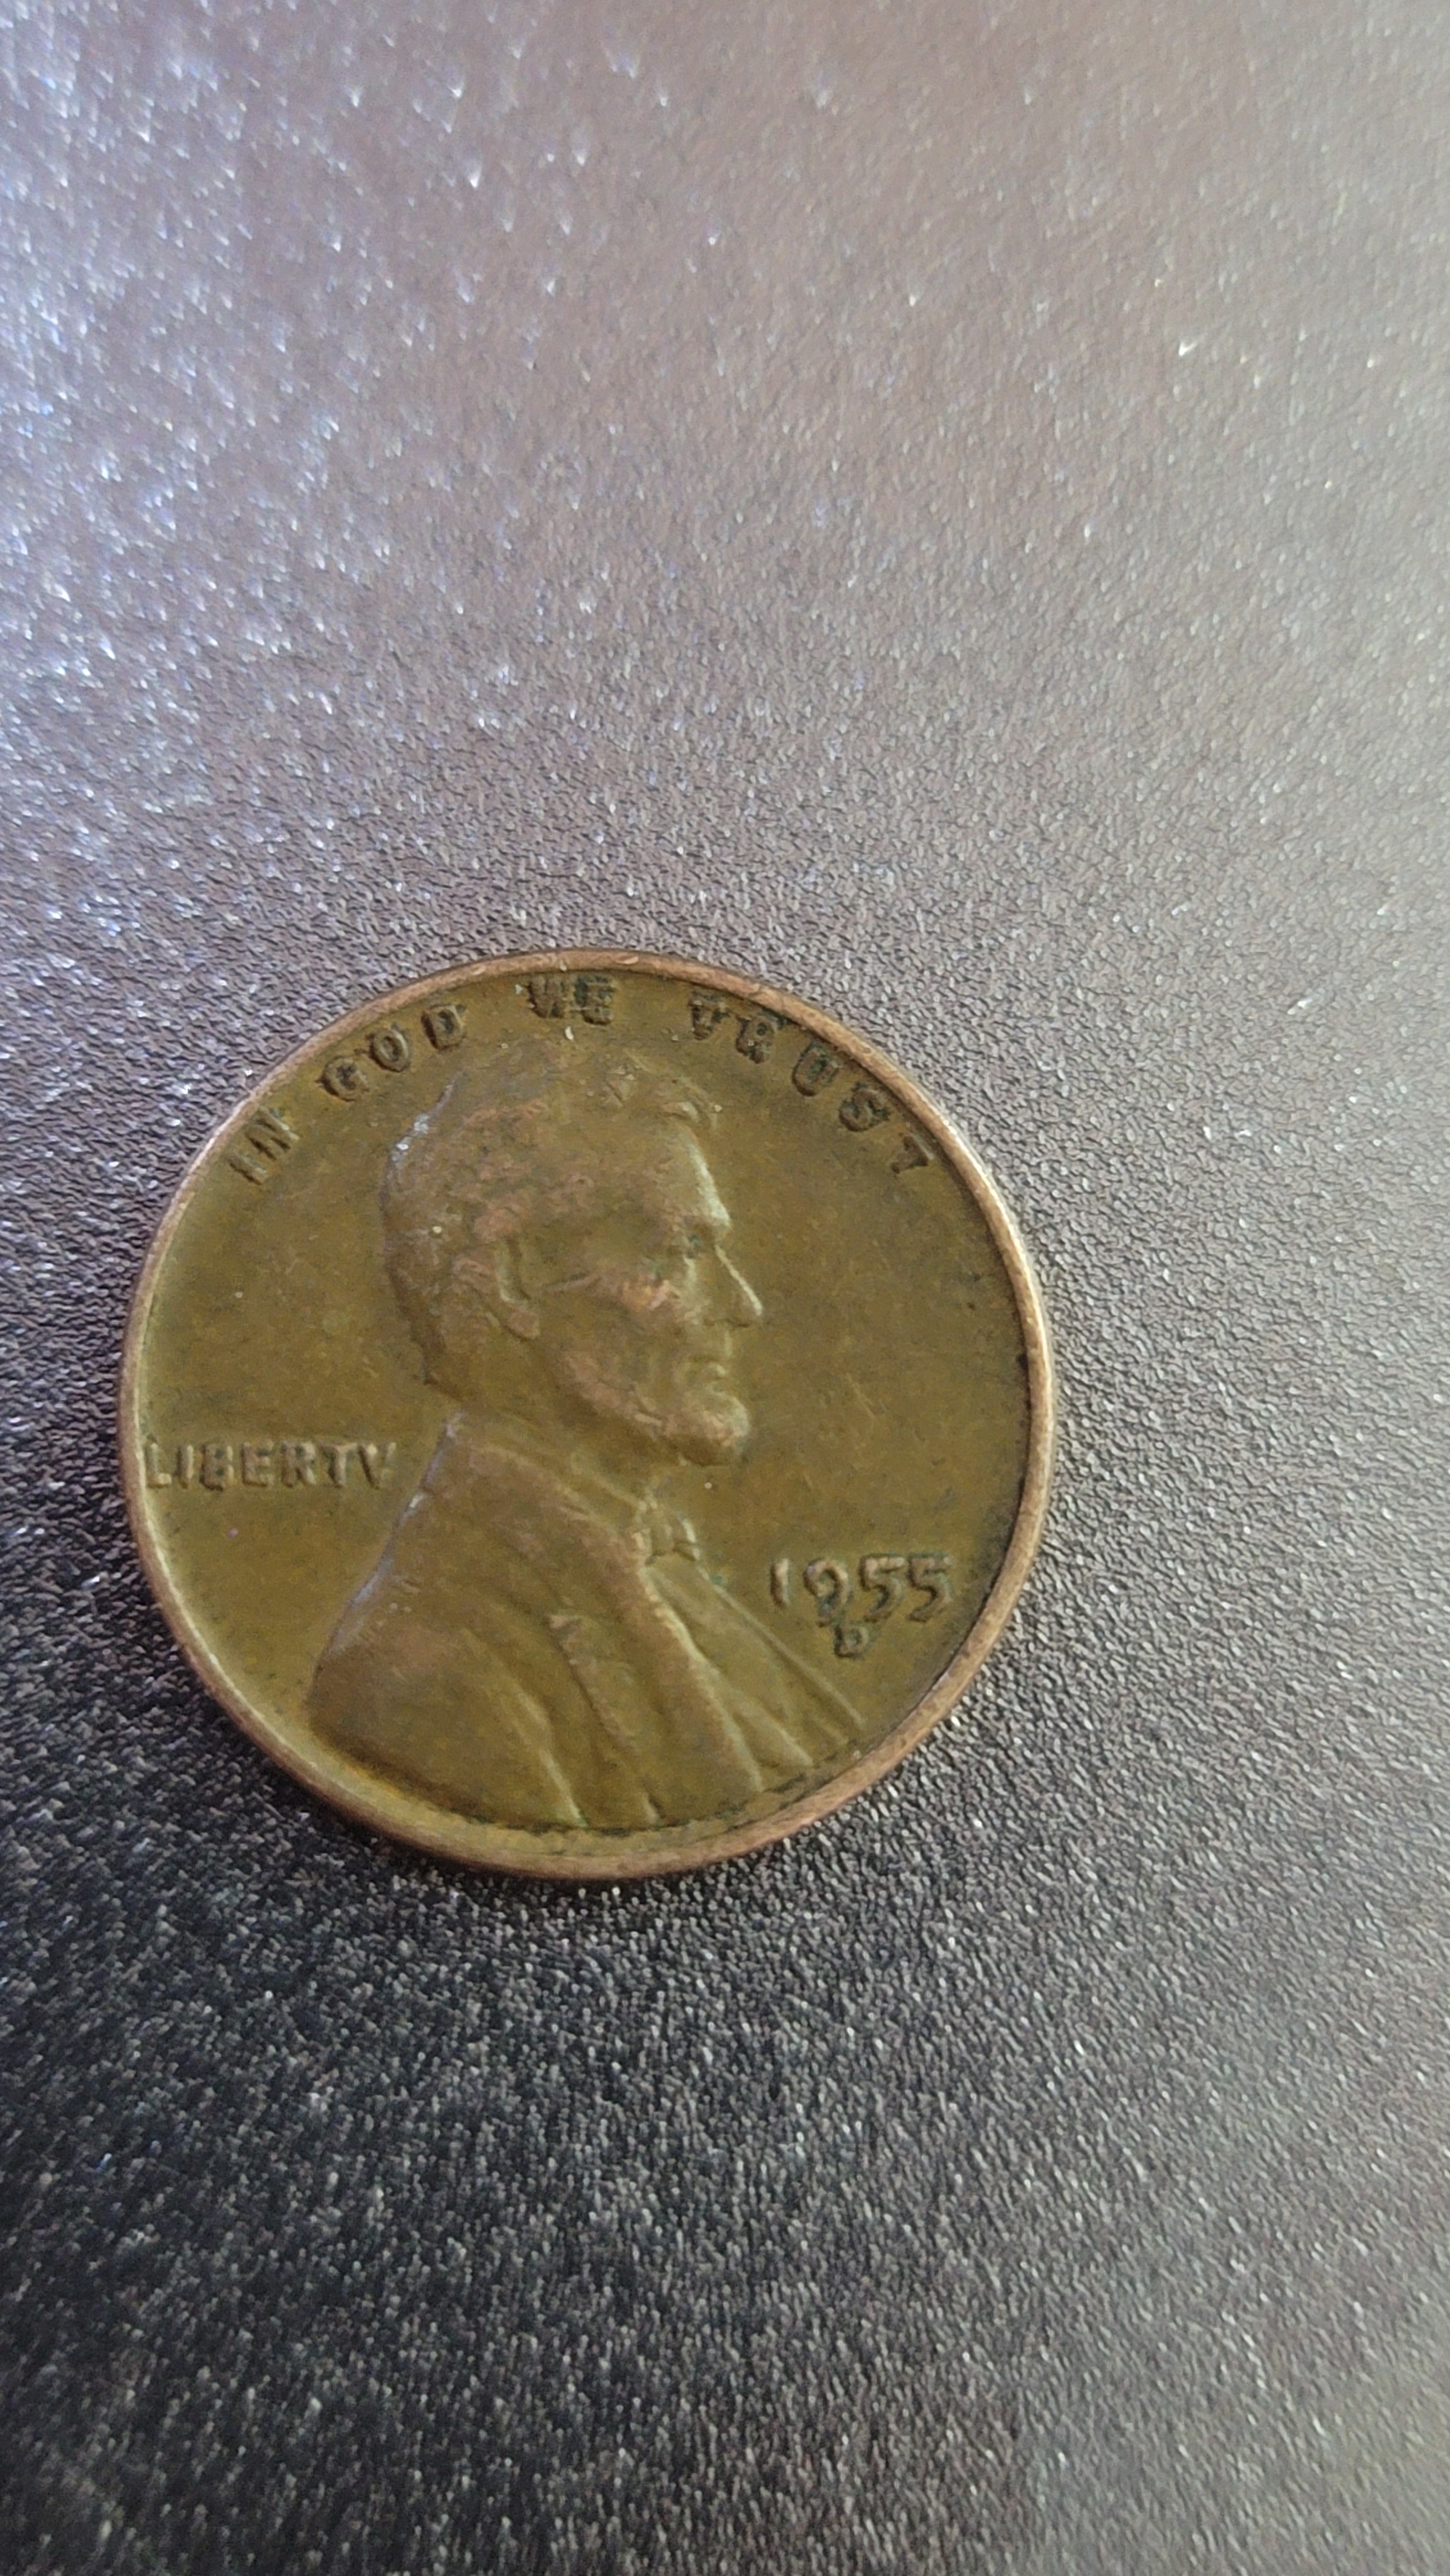 IN GOD WE TRUST
LIBERTY
1955
D